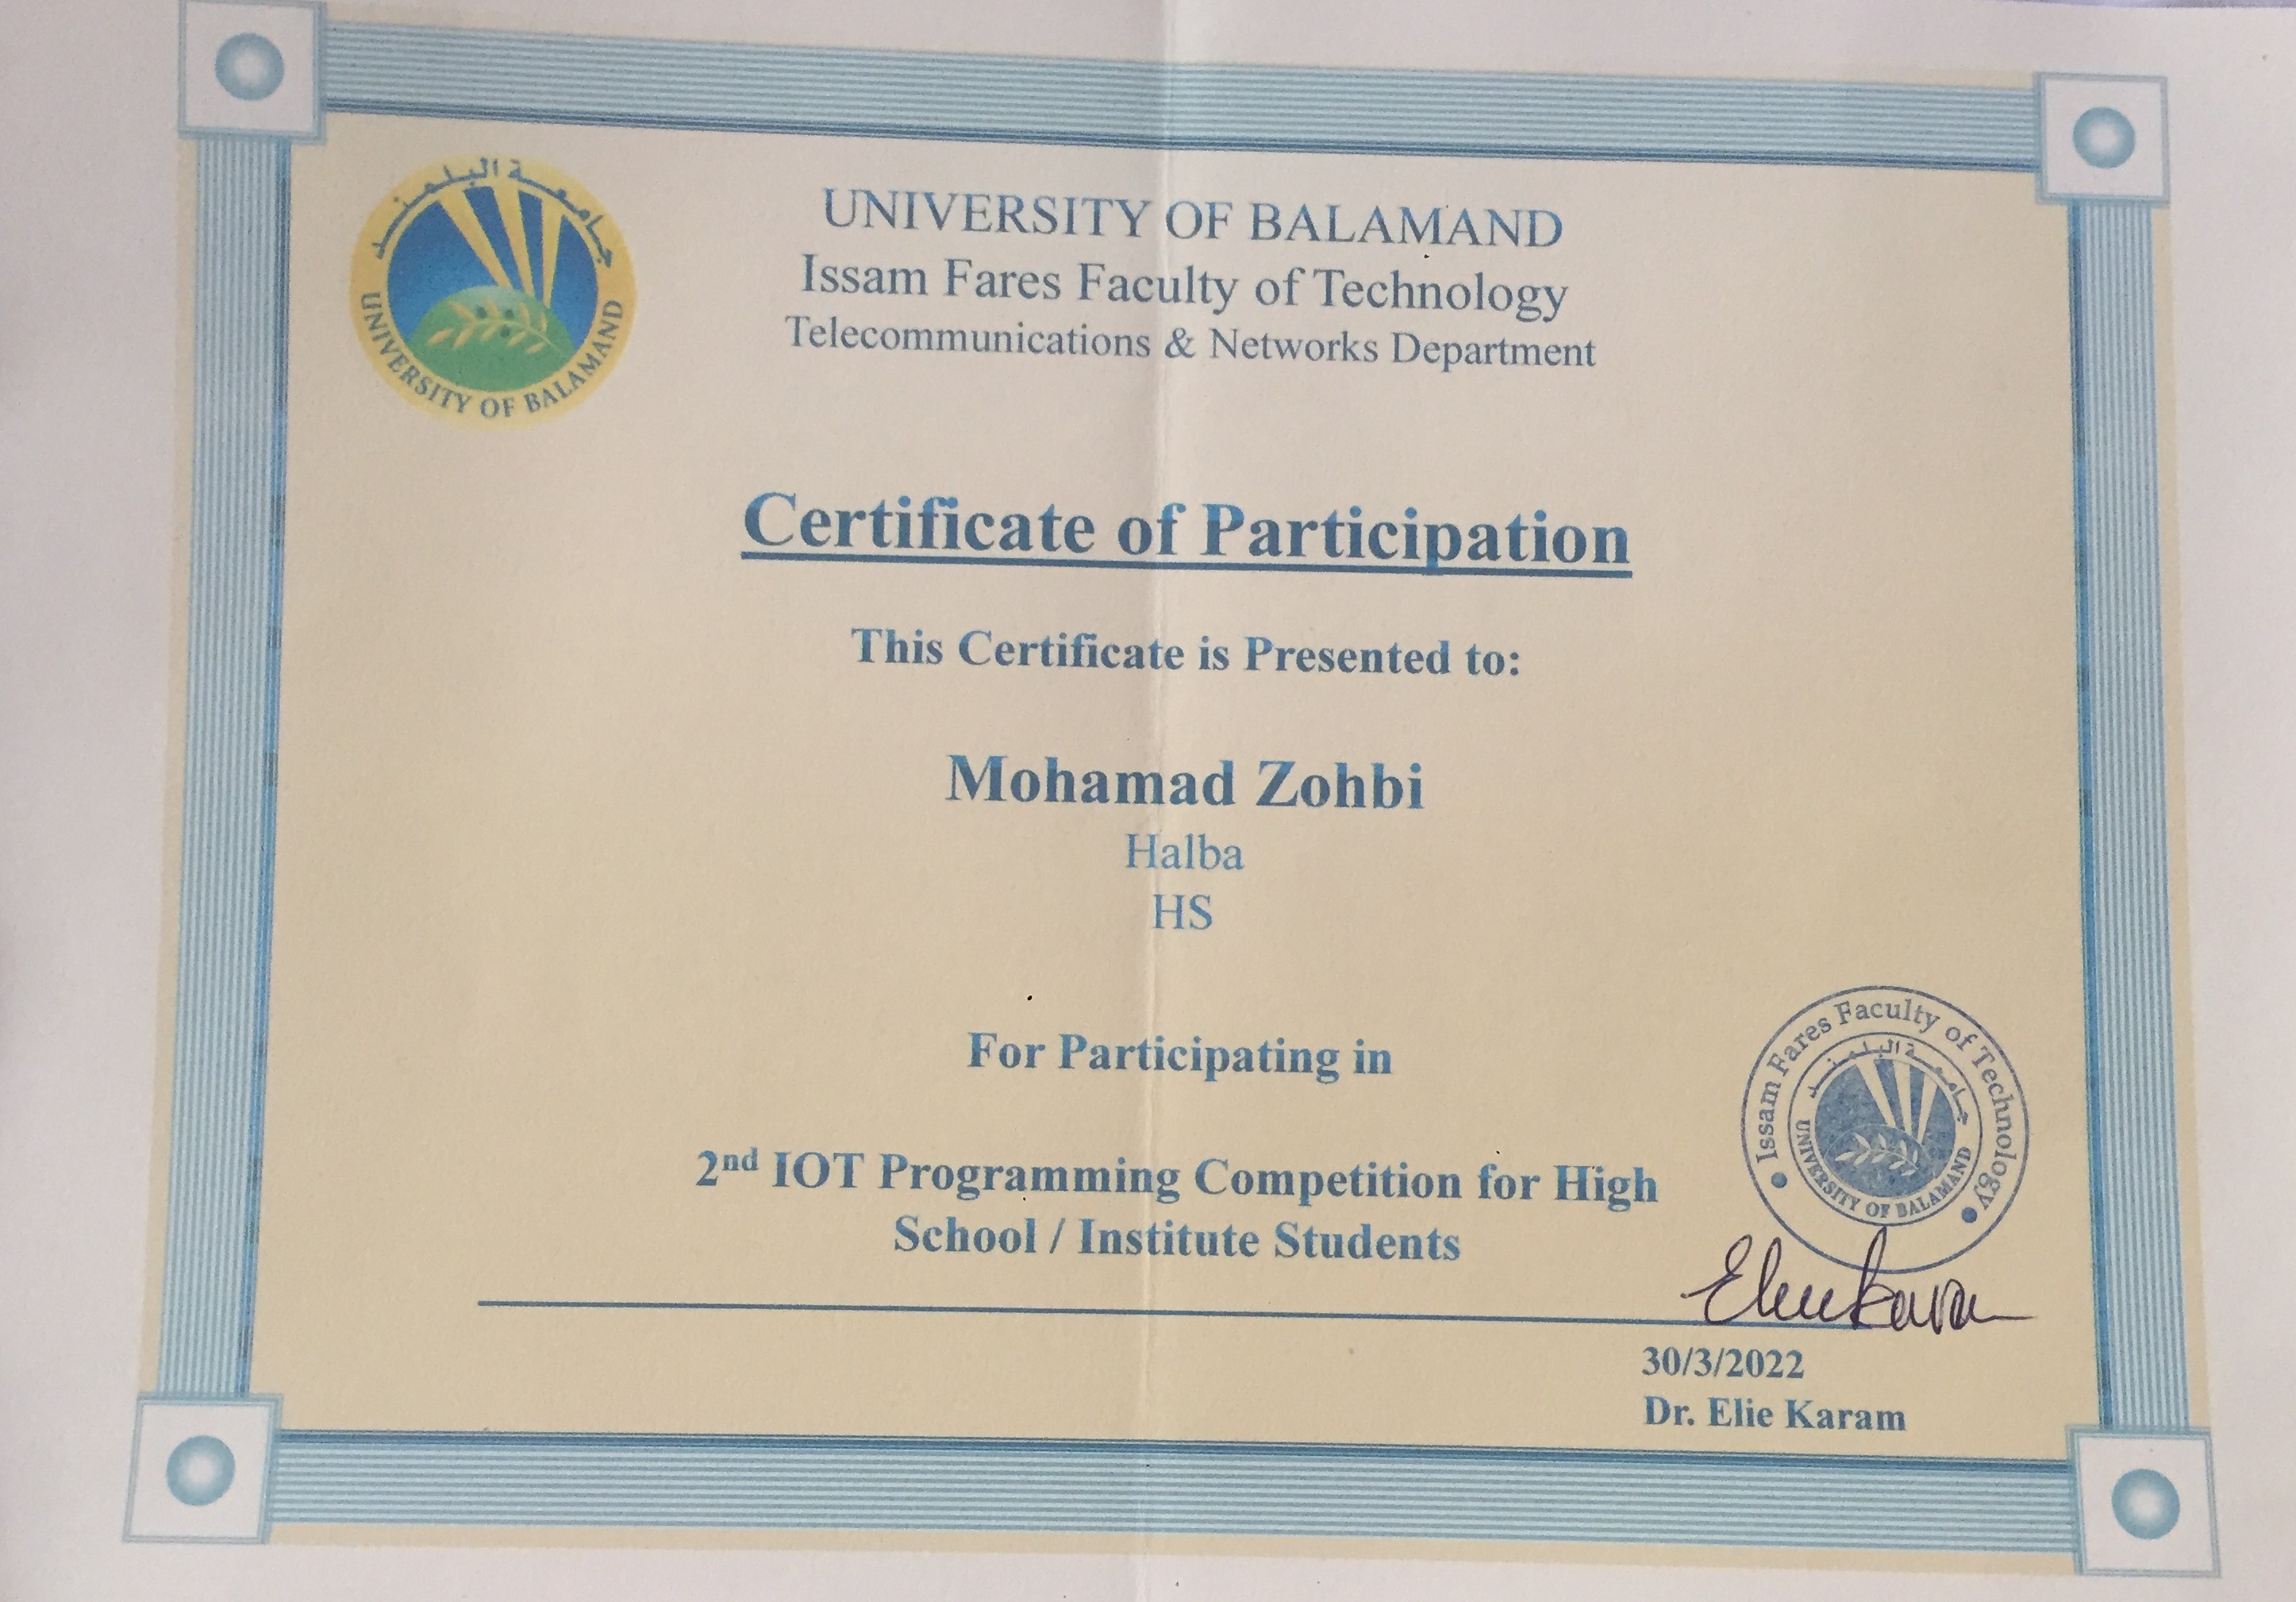 جامعة البلمند
UNIVERSITY OF BALAMAND
UNIVERSITY OF BALAMAND
Issam Fares Faculty of Technology
Telecommunications & Networks Department
Certificate of Participation
This Certificate is Presented to:
Mohamad Zohbi
Halba
HS
For Participating in
2nd IOT Programming Competition for High
School / Institute Students
Issam Fares Faculty of Technology
جامعة البلمند
UNIVERSITY OF BALAMAND
Elie Karam
30/3/2022
Dr. Elie Karam